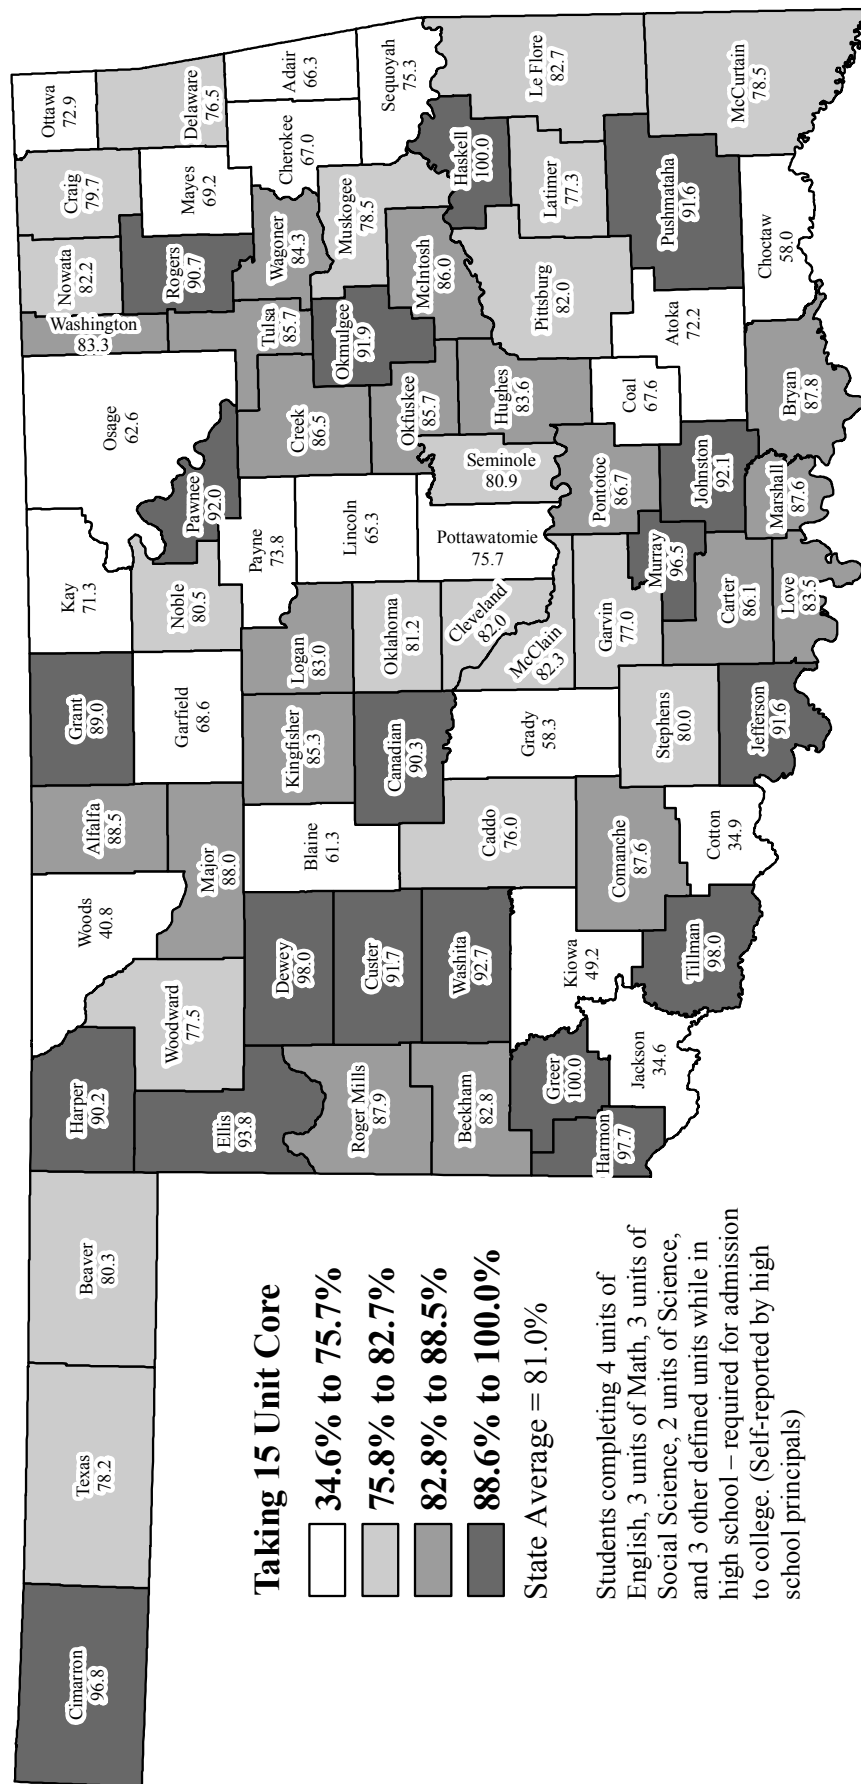 Cimarron
96.8
Texas
78.2
Beaver
80.3
Harper
90.2
Woods
40.8
Alfalfa
88.5
Grant
89.0
Kay
71.3
Osage
62.6
Washington
83.3
Nowata
82.2
Craig
79.7
Ottawa
72.9
Ellis
93.8
Woodward
77.5
Major
88.0
Garfield
68.6
Noble
80.5
Pawnee
92.0
Rogers
90.7
Mayes
69.2
Delaware
76.5
Roger Mills
87.9
Dewey
98.0
Blaine
61.3
Kingfisher
85.3
Logan
83.0
Payne
73.8
Creek
86.5
Tulsa
85.7
Wagoner
84.3
Cherokee
67.0
Adair
66.3
Custer
91.7
Canadian
90.3
Oklahoma
81.2
Lincoln
65.3
Okfuskee
85.7
Okmulgee
91.9
Muskogee
78.5
Sequoyah
75.3
Beckham
82.8
Washita
92.7
Caddo
76.0
Grady
58.3
Cleveland
82.0
McClain
82.3
Pottawatomie
75.7
Seminole
80.9
Hughes
83.6
McIntosh
86.0
Haskell
100.0
Greer
100.0
Kiowa
49.2
Comanche
87.6
Stephens
80.0
Garvin
77.0
Pontotoc
86.7
Coal
67.6
Pittsburg
82.0
Latimer
77.3
Le Flore
82.7
Harmon
97.7
Jackson
34.6
Tillman
98.0
Cotton
34.9
Jefferson
91.6
Carter
86.1
Murray
96.5
Johnston
92.1
Atoka
72.2
Pushmataha
91.6
McCurtain
78.5
Love
83.5
Marshall
87.6
Bryan
87.8
Choctaw
58.0
Taking 15 Unit Core
34.6% to 75.7%
75.8% to 82.7%
82.8% to 88.5%
88.6% to 100.0%
State Average = 81.0%
Students completing 4 units of
English, 3 units of Math, 3 units of
Social Science, 2 units of Science,
and 3 other defined units while in
high school – required for admission
to college. (Self-reported by high
school principals)